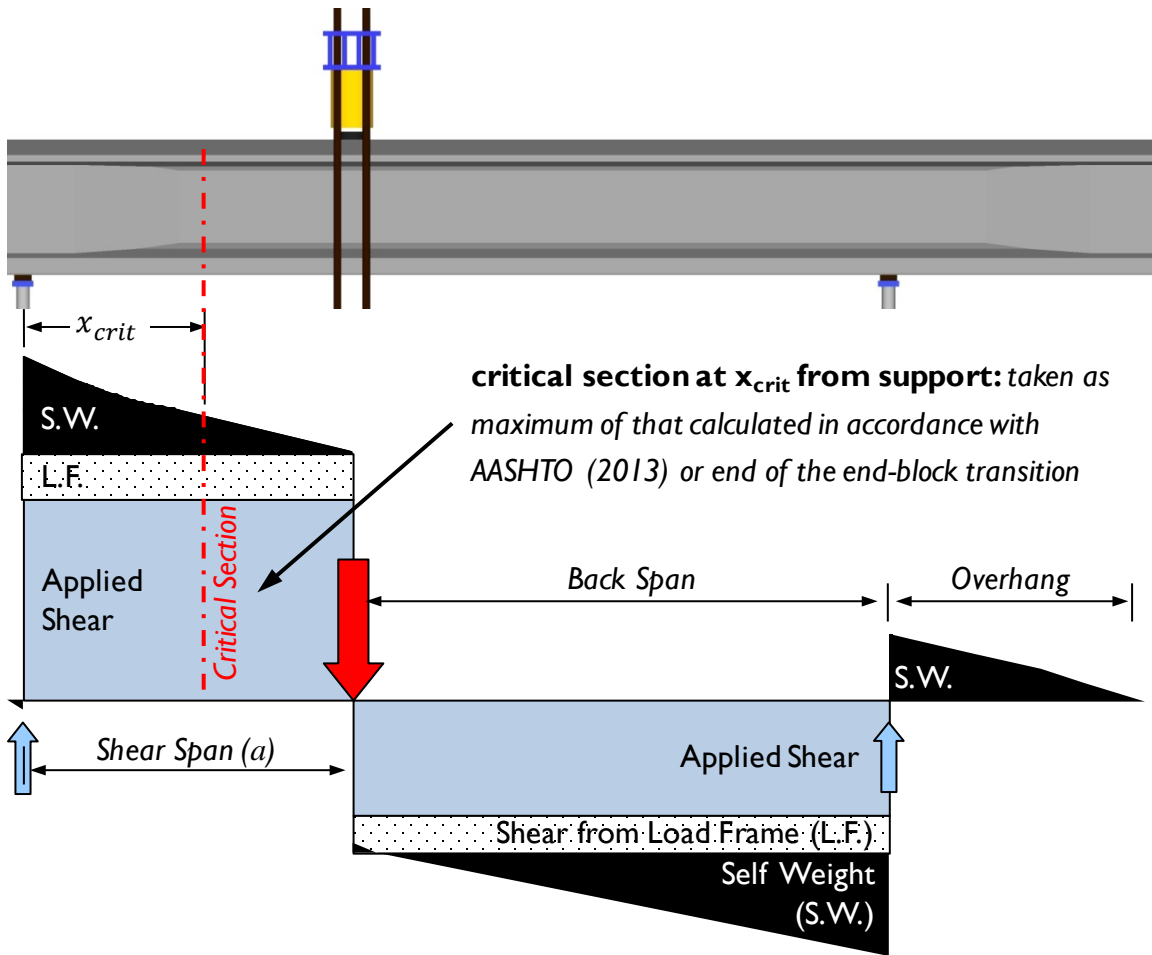 x_crit
critical section at x_crit from support: taken as
maximum of that calculated in accordance with
AASHTO (2013) or end of the end-block transition
S.W.
L.F.
Applied
Shear
Critical Section
Back Span
Overhang
S.W.
Shear Span (a)
Applied Shear
Shear from Load Frame (L.F.)
Self Weight
(S.W.)